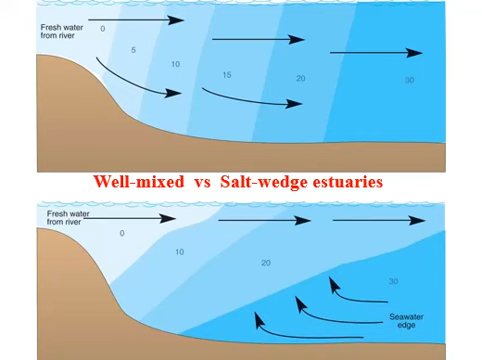 Fresh water
from river
0
5
10
15
20
30
Well-mixed vs Salt-wedge estuaries
Fresh water
from river
0
10
20
30
Seawater
edge